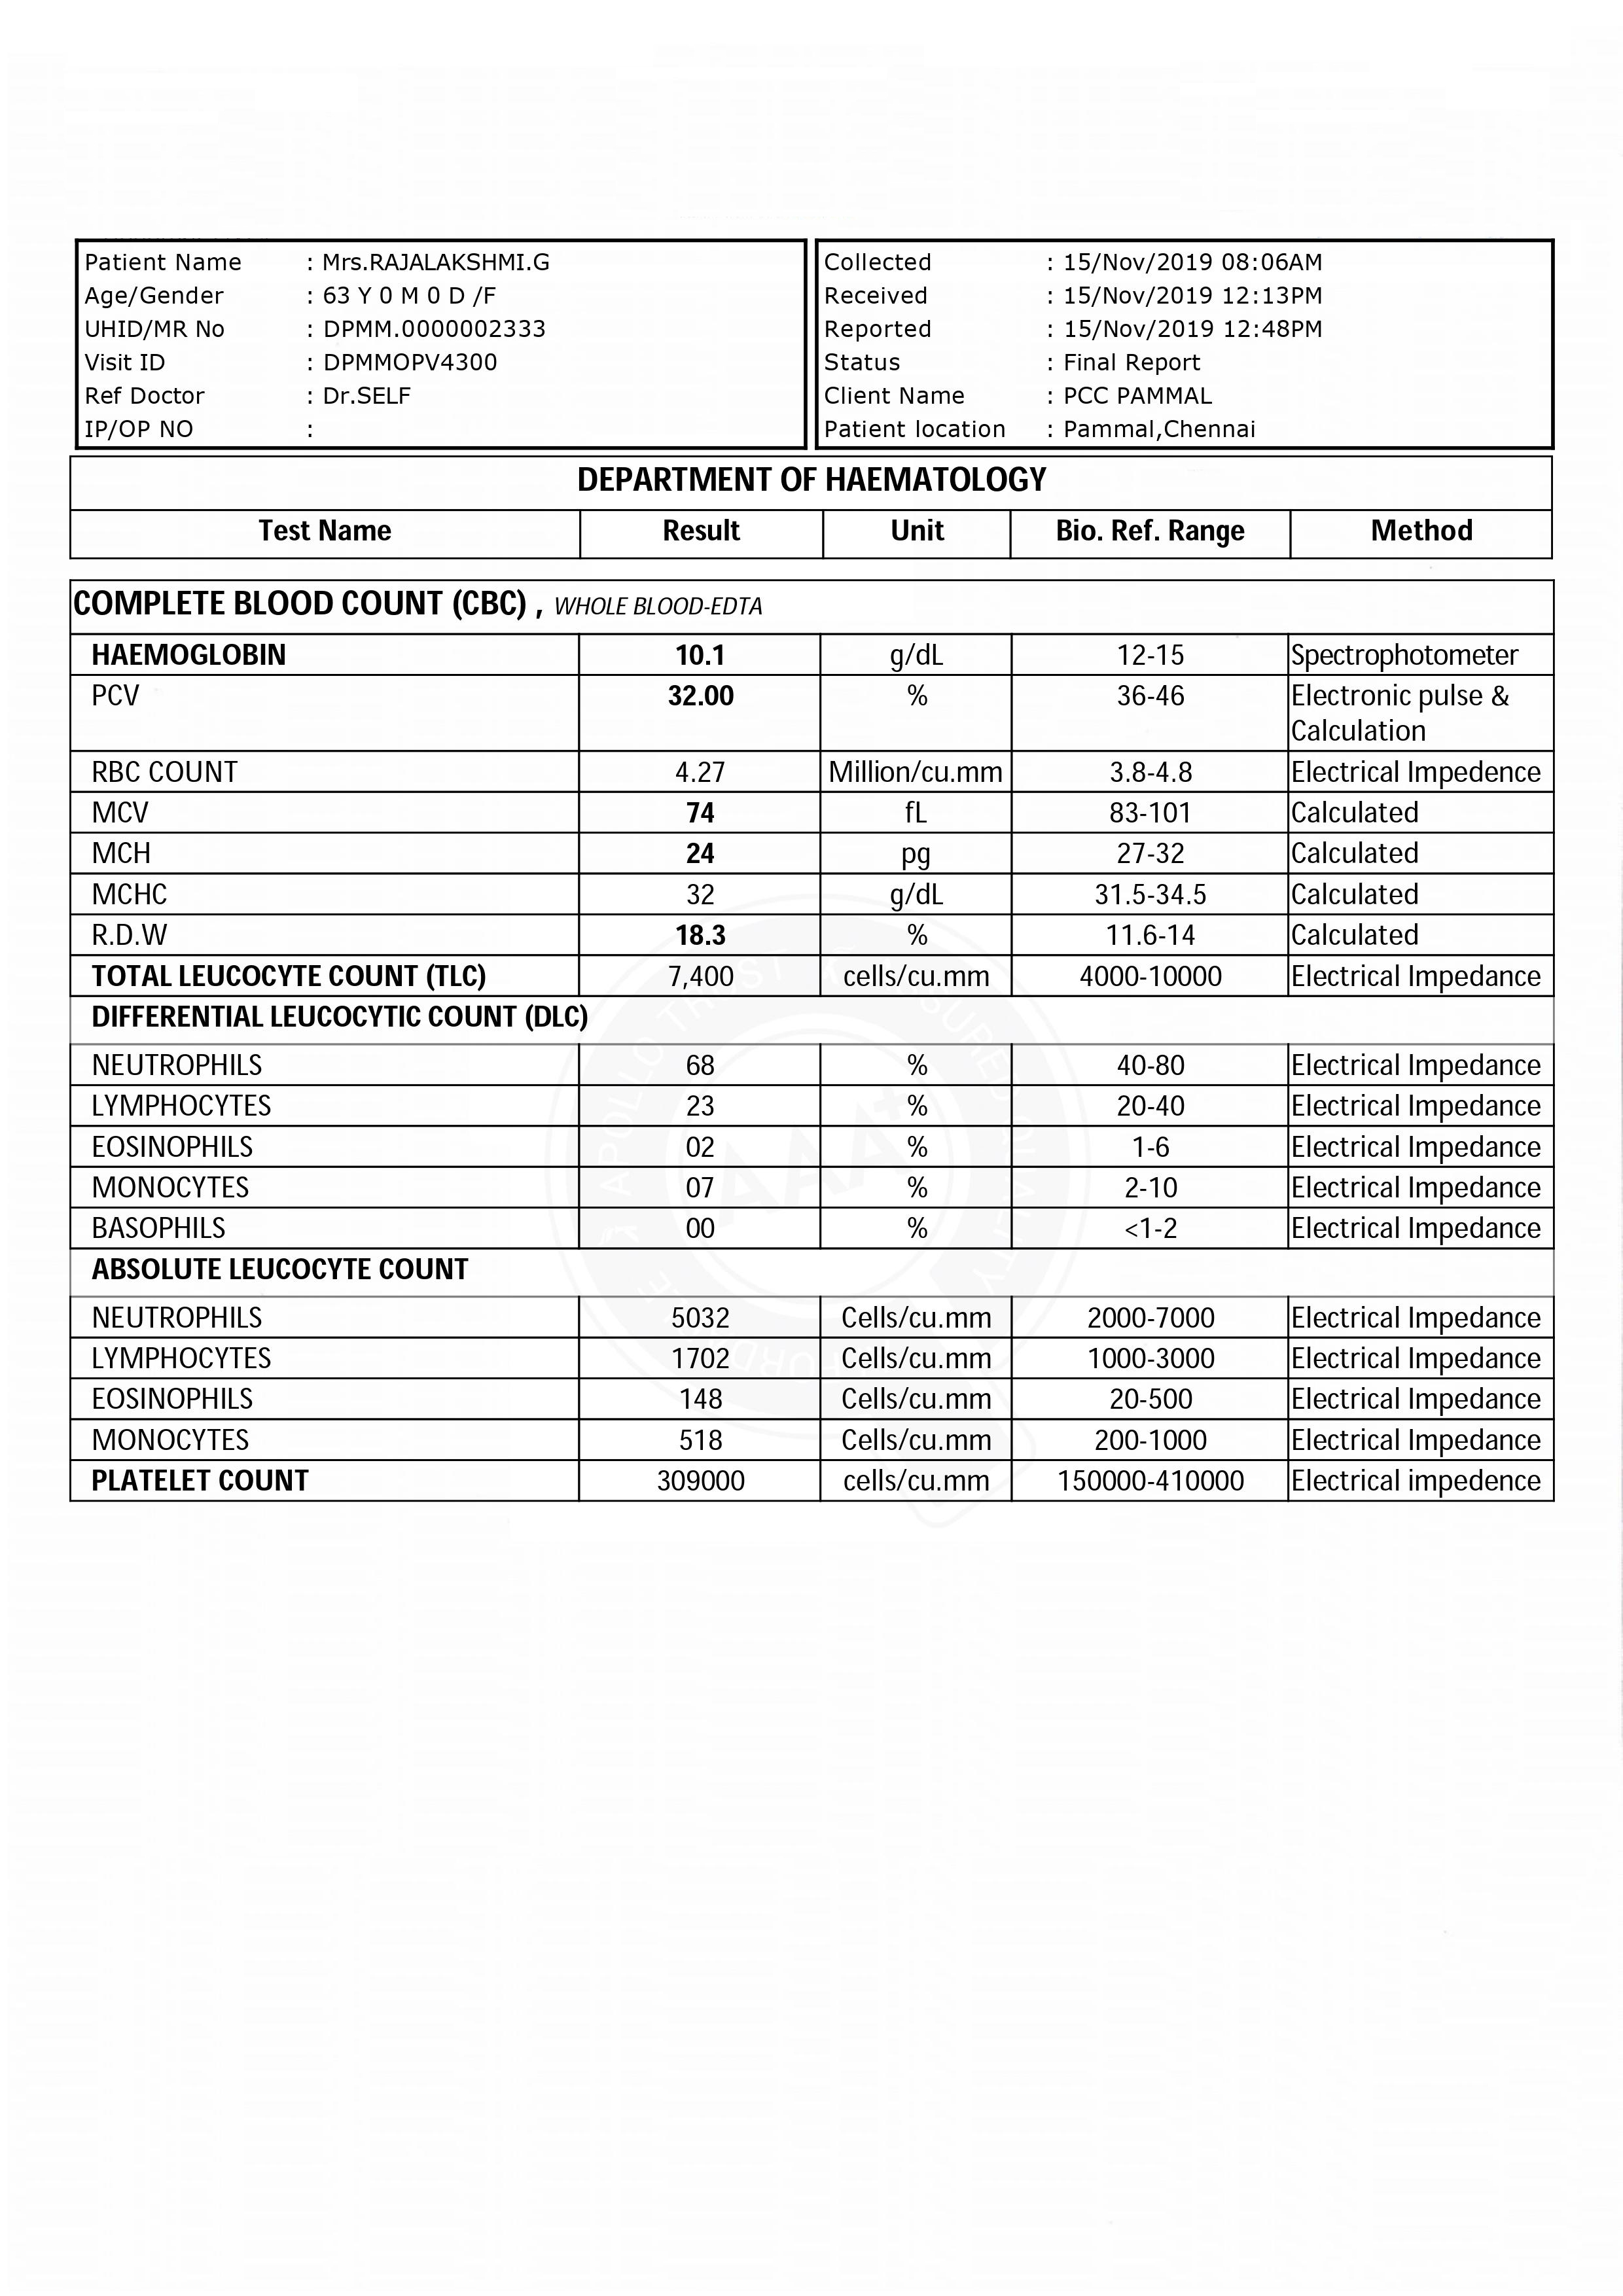 Patient Name : Mrs.RAJALAKSHMI.G
Age/Gender : 63 Y 0 M 0 D /F
UHID/MR No : DPMM.0000002333
Visit ID : DPMMOPV4300
Ref Doctor : Dr.SELF
IP/OP NO :
Collected : 15/Nov/2019 08:06AM
Received : 15/Nov/2019 12:13PM
Reported : 15/Nov/2019 12:48PM
Status : Final Report
Client Name : PCC PAMMAL
Patient location : Pammal,Chennai
DEPARTMENT OF HAEMATOLOGY
Test Name Result Unit Bio. Ref. Range Method
COMPLETE BLOOD COUNT (CBC) , WHOLE BLOOD-EDTA
HAEMOGLOBIN 10.1 g/dL 12-15 Spectrophotometer
PCV 32.00 % 36-46 Electronic pulse &
Calculation
RBC COUNT 4.27 Million/cu.mm 3.8-4.8 Electrical Impedence
MCV 74 fL 83-101 Calculated
MCH 24 pg 27-32 Calculated
MCHC 32 g/dL 31.5-34.5 Calculated
R.D.W 18.3 % 11.6-14 Calculated
TOTAL LEUCOCYTE COUNT (TLC) 7,400 cells/cu.mm 4000-10000 Electrical Impedance
DIFFERENTIAL LEUCOCYTIC COUNT (DLC)
NEUTROPHILS 68 % 40-80 Electrical Impedance
LYMPHOCYTES 23 % 20-40 Electrical Impedance
EOSINOPHILS 02 % 1-6 Electrical Impedance
MONOCYTES 07 % 2-10 Electrical Impedance
BASOPHILS 00 % <1-2 Electrical Impedance
ABSOLUTE LEUCOCYTE COUNT
NEUTROPHILS 5032 Cells/cu.mm 2000-7000 Electrical Impedance
LYMPHOCYTES 1702 Cells/cu.mm 1000-3000 Electrical Impedance
EOSINOPHILS 148 Cells/cu.mm 20-500 Electrical Impedance
MONOCYTES 518 Cells/cu.mm 200-1000 Electrical Impedance
PLATELET COUNT 309000 cells/cu.mm 150000-410000 Electrical impedence
AAA+